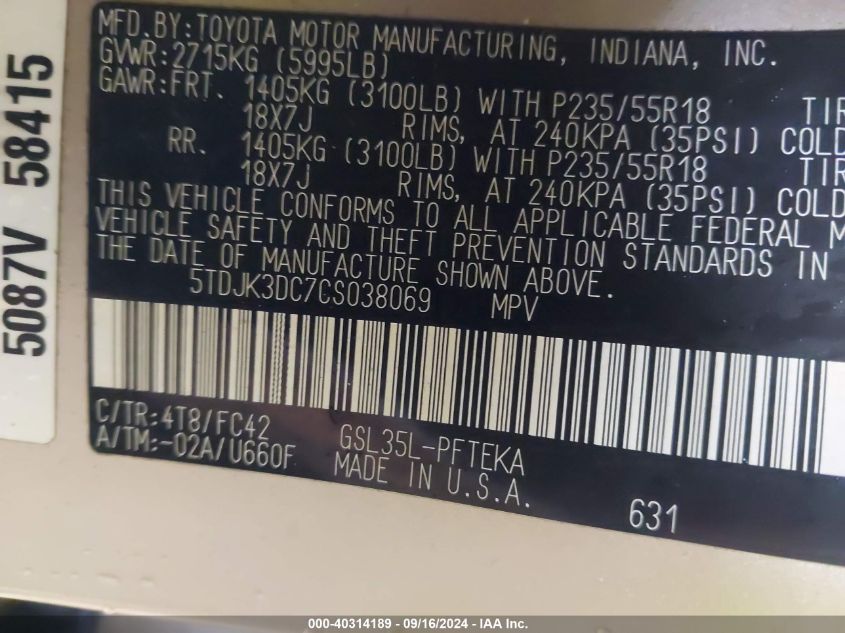 MFD.BY:TOYOTA MOTOR MANUFACTURING, INDIANA, INC.
GVWR:2715KG (5995LB)
GAWR:FRT. 1405KG (3100LB) WITH P235/55R18 TIR
18X7J RIMS, AT 240KPA (35PSI) COLD
RR. 1405KG (3100LB) WITH P235/55R18 TIR
18X7J RIMS, AT 240KPA (35PSI) COLD
THIS VEHICLE CONFORMS TO ALL APPLICABLE FEDERAL M
VEHICLE SAFETY AND THEFT PREVENTION STANDARDS IN
THE DATE OF MANUFACTURE SHOWN ABOVE.
5TDJK3DC7CS038069 MPV
C/TR:4T8/FC42 GSL35L-PFTEKA
A/TM:-02A/U660F MADE IN U.S.A.
631
5087V 58415
000-40314189 - 09/16/2024 - IAA Inc.